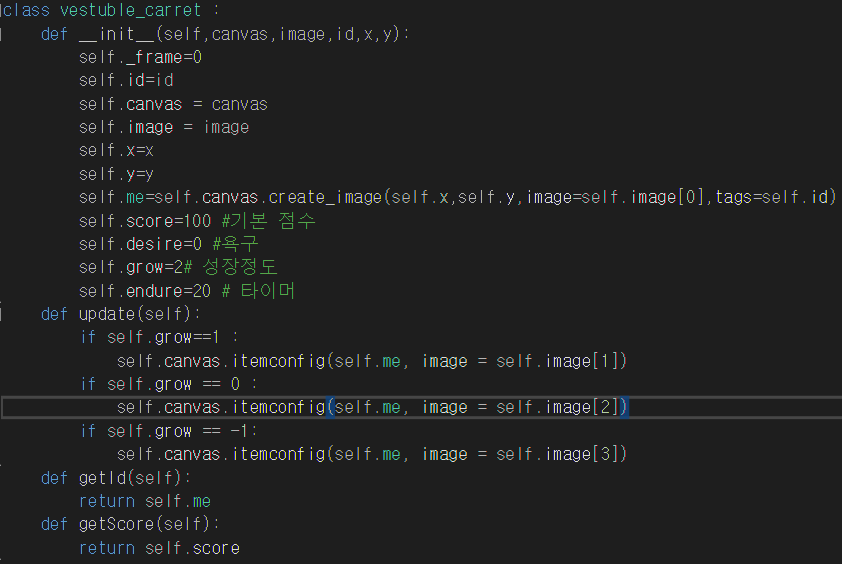 class vestuble_carret :
    def __init__(self,canvas,image,id,x,y):
        self._frame=0
        self.id=id
        self.canvas = canvas
        self.image = image
        self.x=x
        self.y=y
        self.me=self.canvas.create_image(self.x,self.y,image=self.image[0],tags=self.id)
        self.score=100 #기본 점수
        self.desire=0 #욕구
        self.grow=2# 성장정도
        self.endure=20 # 타이머
    def update(self):
        if self.grow==1 :
            self.canvas.itemconfig(self.me, image = self.image[1])
        if self.grow == 0 :
            self.canvas.itemconfig(self.me, image = self.image[2])
        if self.grow == -1:
            self.canvas.itemconfig(self.me, image = self.image[3])
    def getId(self):
        return self.me
    def getScore(self):
        return self.score